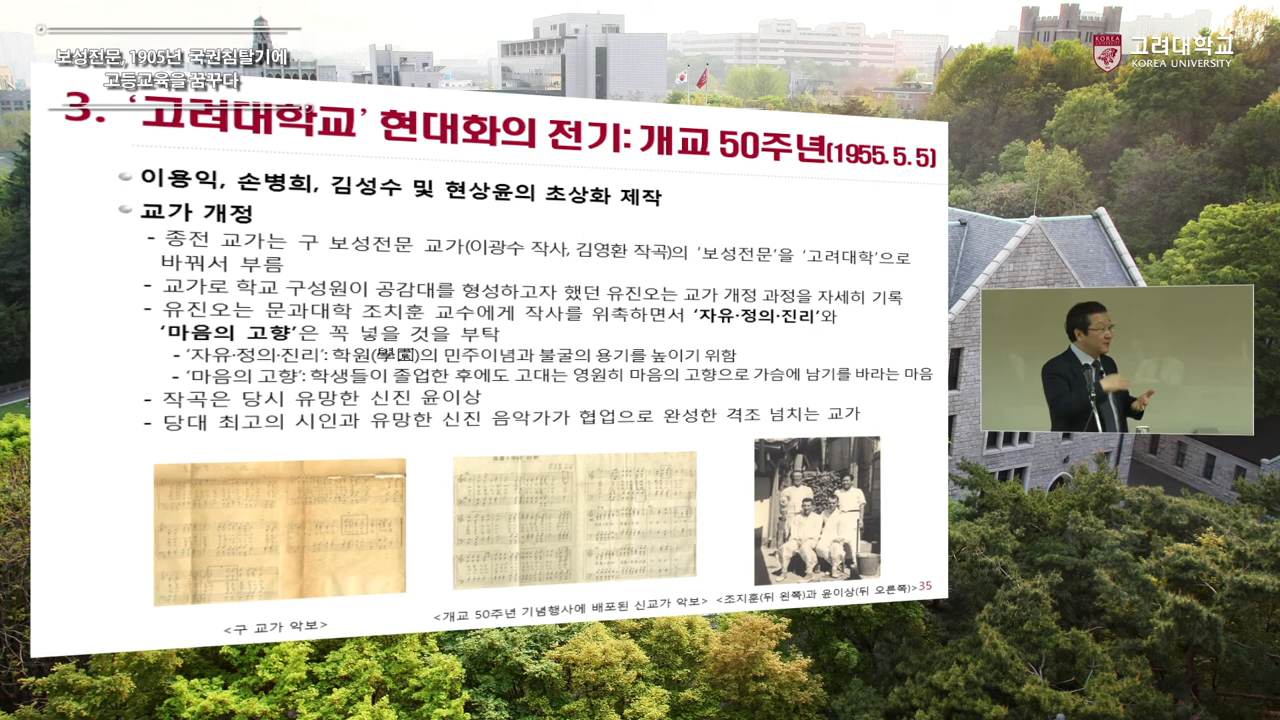 보성전문, 1905년 국권침탈기에
고등교육을 꿈꾸다
고려대학교
KOREA UNIVERSITY
3. ‘고려대학교’ 현대화의 전기: 개교 50주년(1955. 5. 5)
이용익, 손병희, 김성수 및 현상윤의 초상화 제작
교가 개정
- 종전 교가는 구 보성전문 교가(이광수 작사, 김영환 작곡)의 ‘보성전문’을 ‘고려대학’으로
바꿔서 부름
- 교가로 학교 구성원이 공감대를 형성하고자 했던 유진오는 교가 개정 과정을 자세히 기록
- 유진오는 문과대학 조치훈 교수에게 작사를 위촉하면서 ‘자유·정의·진리’와
‘마음의 고향’은 꼭 넣을 것을 부탁
- ‘자유·정의·진리’: 학원(學園)의 민주이념과 불굴의 용기를 높이기 위함
- ‘마음의 고향’: 학생들이 졸업한 후에도 고대는 영원히 마음의 고향으로 가슴에 남기를 바라는 마음
- 작곡은 당시 유망한 신진 윤이상
- 당대 최고의 시인과 유망한 신진 음악가가 협업으로 완성한 격조 넘치는 교가
<구 교가 악보>
<개교 50주년 기념행사에 배포된 신교가 악보>
<조지훈(뒤 왼쪽)과 윤이상(뒤 오른쪽)>
35